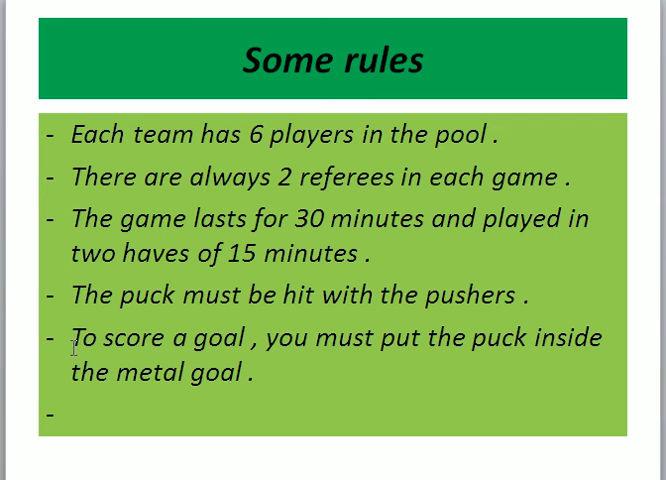 Some rules
- Each team has 6 players in the pool .
- There are always 2 referees in each game .
- The game lasts for 30 minutes and played in
two haves of 15 minutes .
- The puck must be hit with the pushers .
- To score a goal , you must put the puck inside
the metal goal .
-